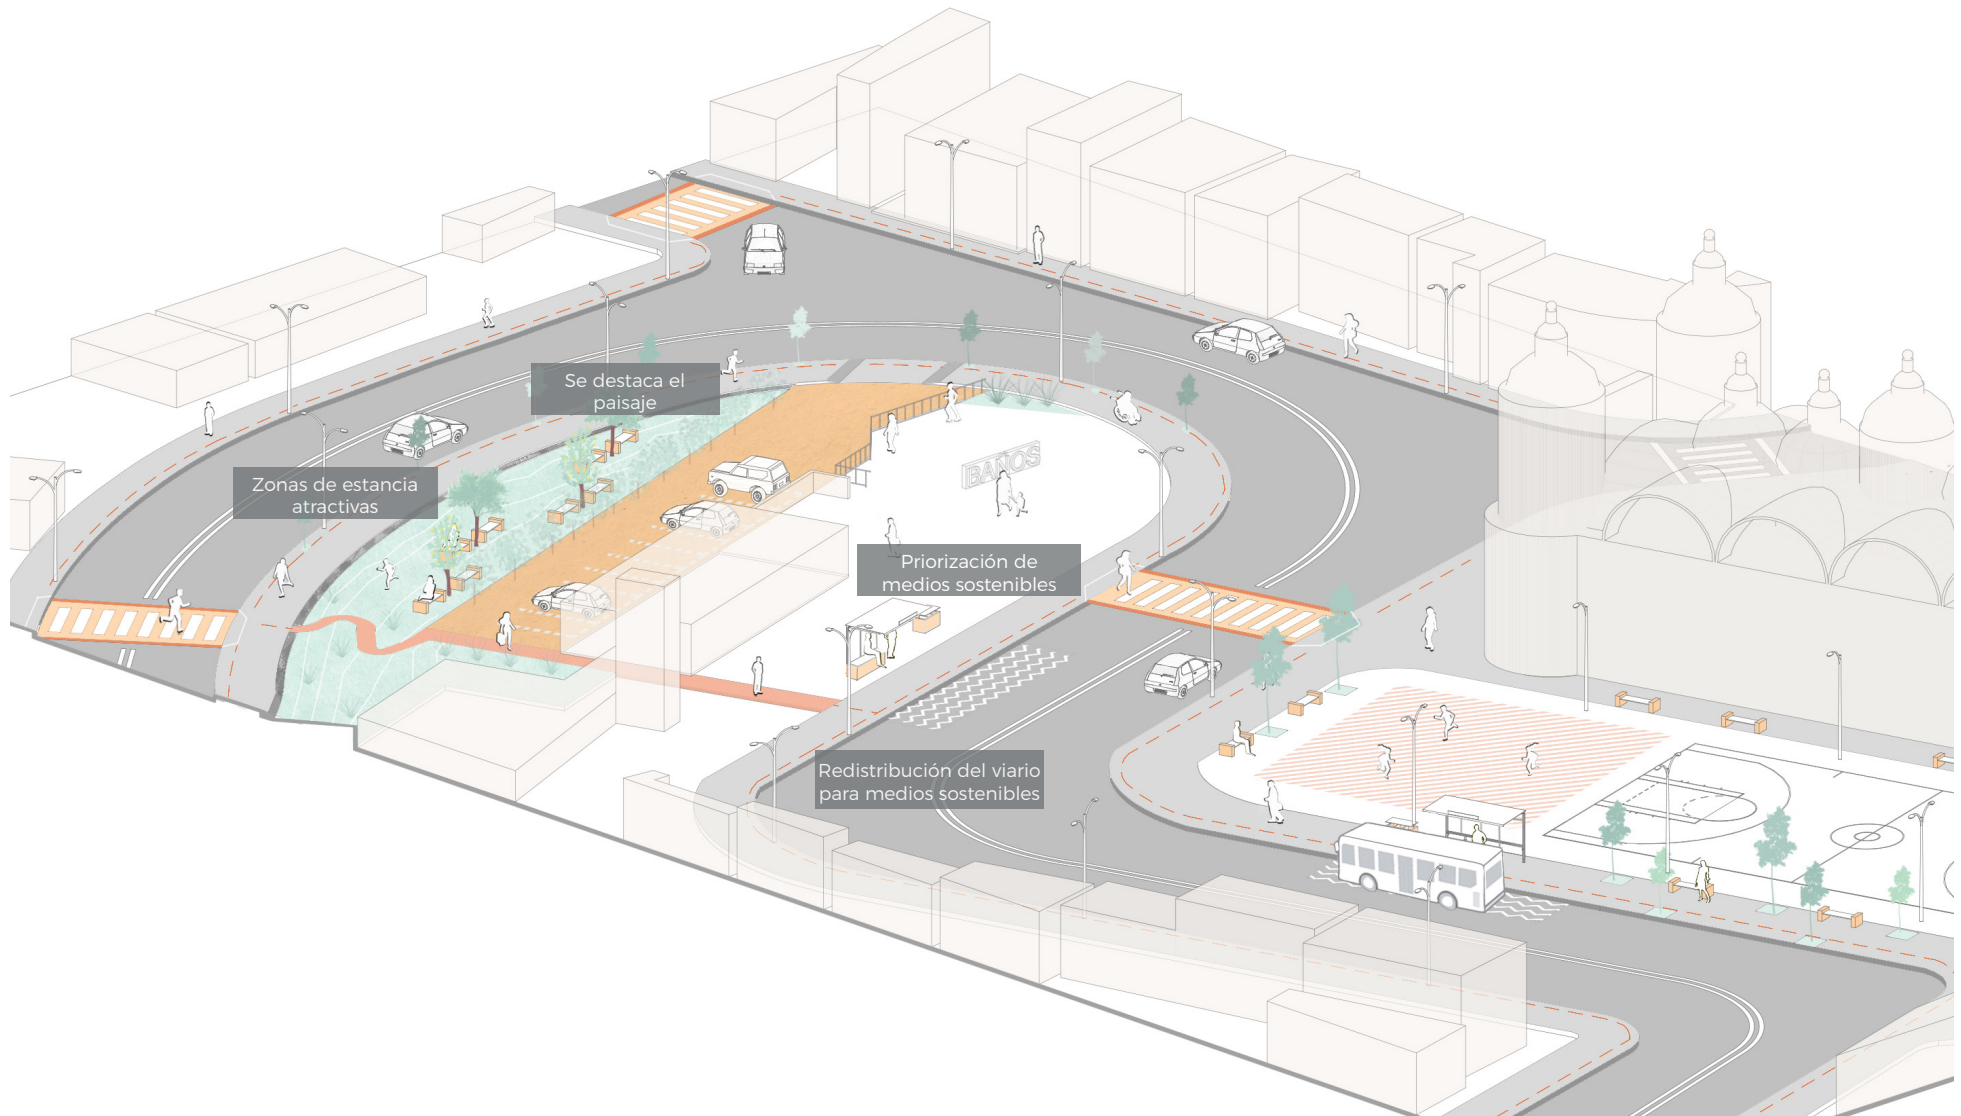 Se destaca el
paisaje
Zonas de estancia
atractivas
BAÑOS
Priorización de
medios sostenibles
Redistribución del viario
para medios sostenibles